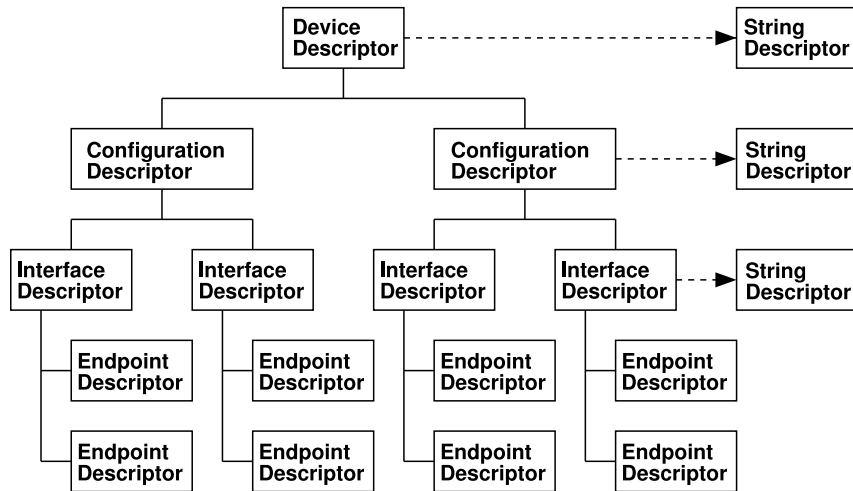 Device
Descriptor
String
Descriptor
Configuration
Descriptor
Configuration
Descriptor
String
Descriptor
Interface
Descriptor
Interface
Descriptor
Interface
Descriptor
Interface
Descriptor
String
Descriptor
Endpoint
Descriptor
Endpoint
Descriptor
Endpoint
Descriptor
Endpoint
Descriptor
Endpoint
Descriptor
Endpoint
Descriptor
Endpoint
Descriptor
Endpoint
Descriptor